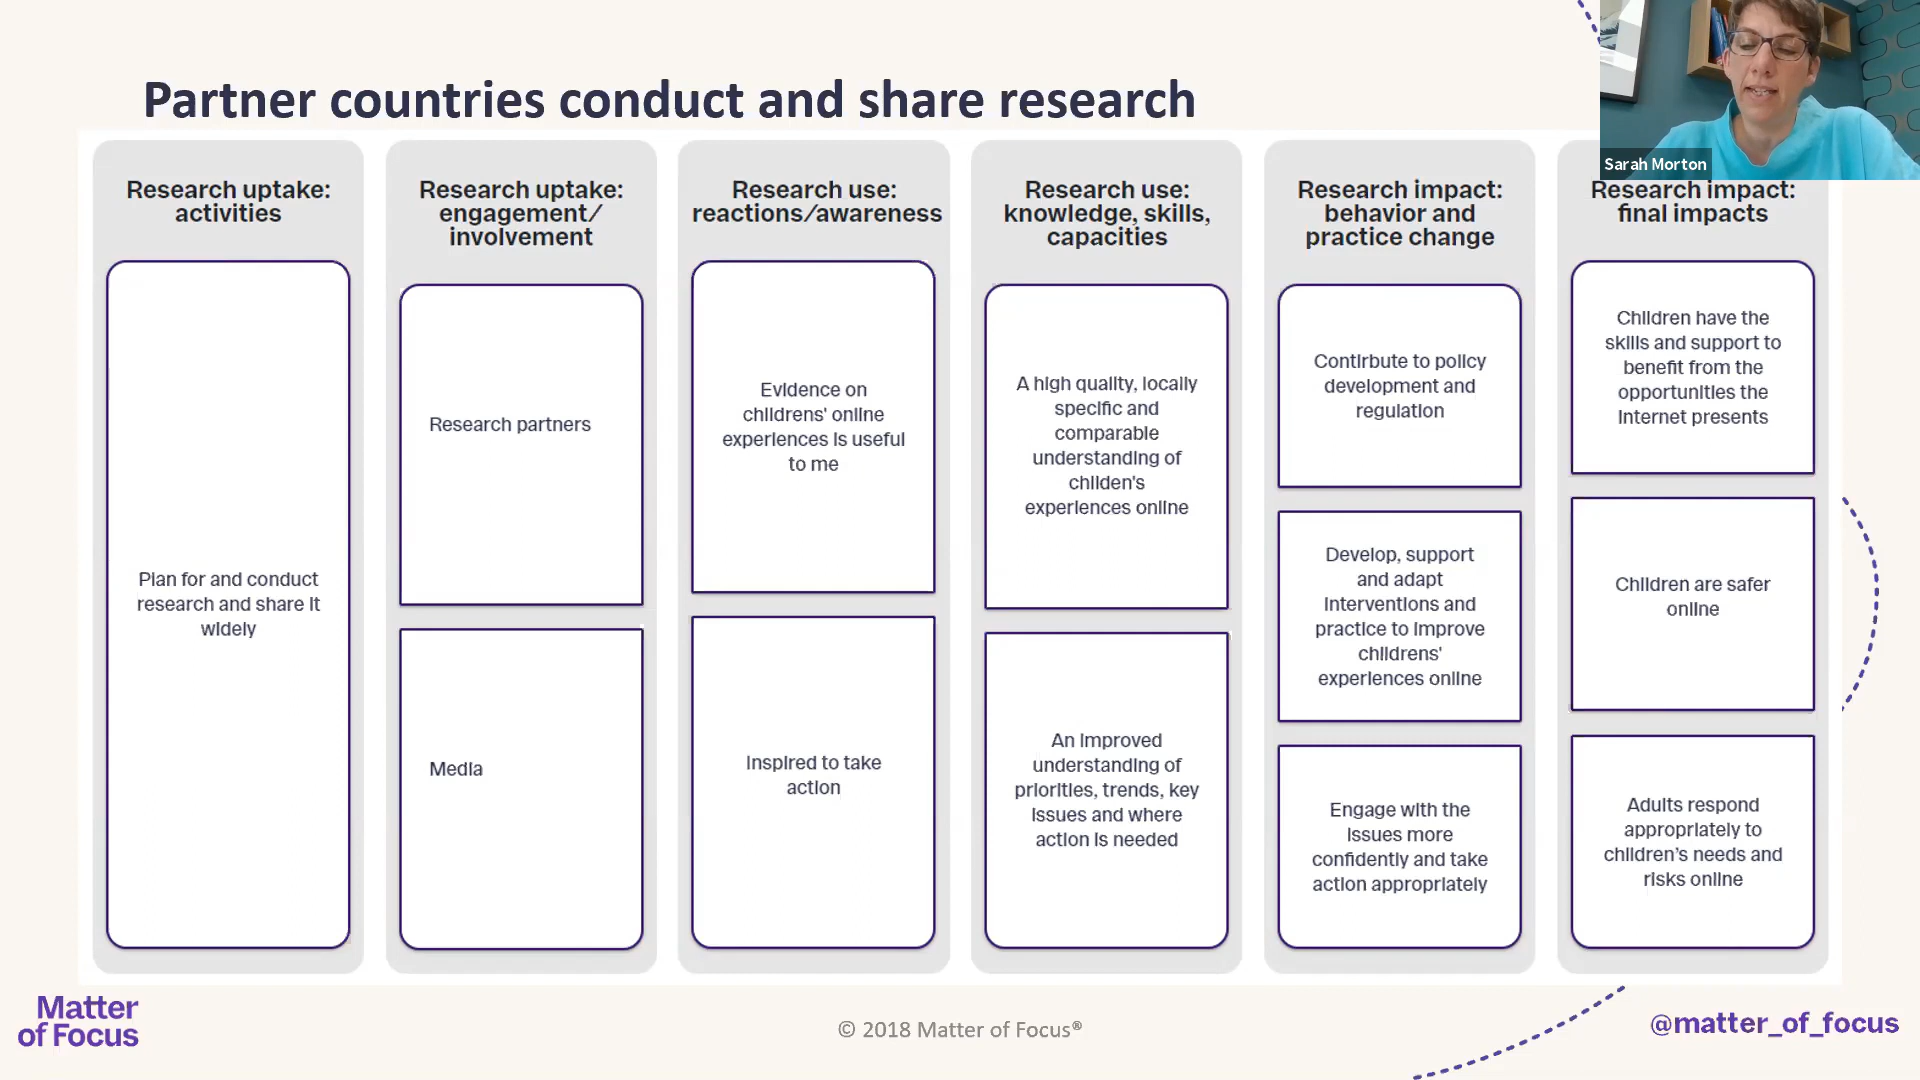 Partner countries conduct and share research
Sarah Morton
Research uptake:
activities
Plan for and conduct
research and share it
widely
Research uptake:
engagement/
involvement
Research partners
Media
Research use:
reactions/awareness
Evidence on
childrens' online
experiences is useful
to me
Inspired to take
action
Research use:
knowledge, skills,
capacities
A high quality, locally
specific and
comparable
understanding of
childen's
experiences online
An improved
understanding of
priorities, trends, key
issues and where
action is needed
Research impact:
behavior and
practice change
Contirbute to policy
development and
regulation
Develop, support
and adapt
interventions and
practice to improve
childrens'
experiences online
Engage with the
issues more
confidently and take
action appropriately
Research impact:
final impacts
Children have the
skills and support to
benefit from the
opportunities the
internet presents
Children are safer
online
Adults respond
appropriately to
children’s needs and
risks online
Matter
of Focus
© 2018 Matter of Focus®
@matter_of_focus